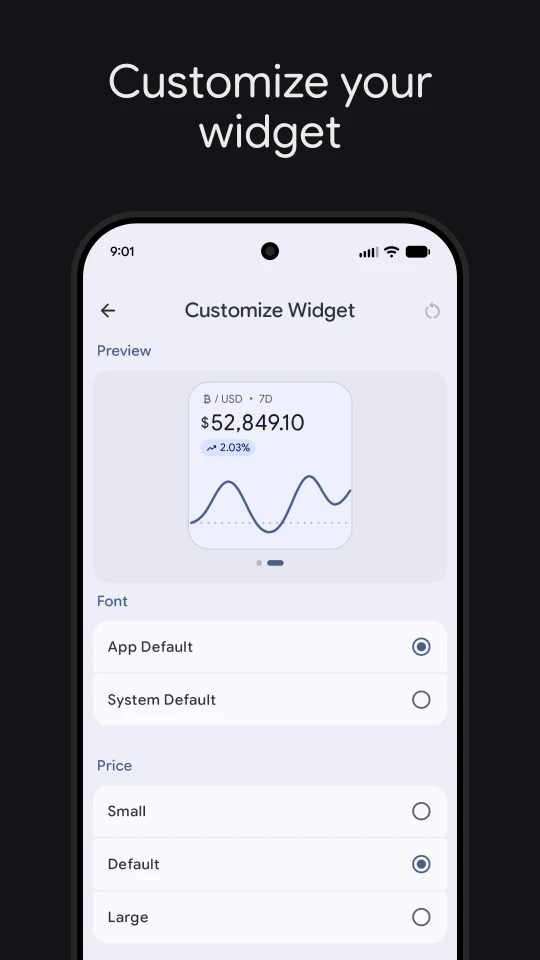 Customize your
widget
9:01
Customize Widget
Preview
₿ / USD • 7D
$52,849.10
2.03%
Font
App Default
System Default
Price
Small
Default
Large